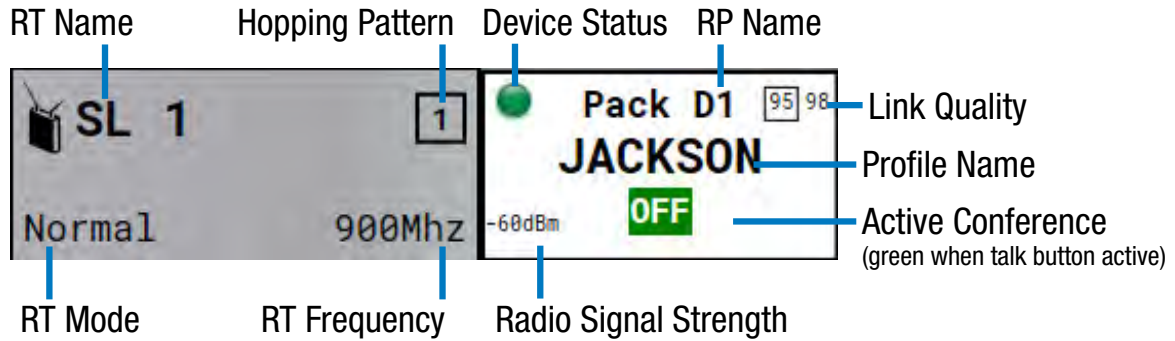 RT Name Hopping Pattern Device Status RP Name
SL 1 1 Pack D1 95 98 Link Quality
JACKSON Profile Name
OFF Active Conference
(green when talk button active)
Normal 900Mhz -60dBm
RT Mode RT Frequency Radio Signal Strength